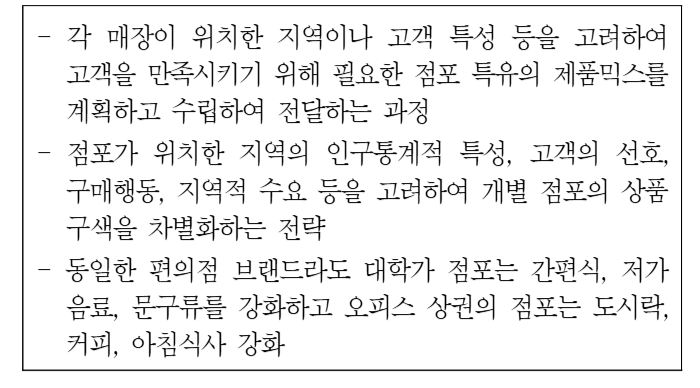 - 각 매장이 위치한 지역이나 고객 특성 등을 고려하여
고객을 만족시키기 위해 필요한 점포 특유의 제품믹스를
계획하고 수립하여 전달하는 과정
- 점포가 위치한 지역의 인구통계적 특성, 고객의 선호,
구매행동, 지역적 수요 등을 고려하여 개별 점포의 상품
구색을 차별화하는 전략
- 동일한 편의점 브랜드라도 대학가 점포는 간편식, 저가
음료, 문구류를 강화하고 오피스 상권의 점포는 도시락,
커피, 아침식사 강화